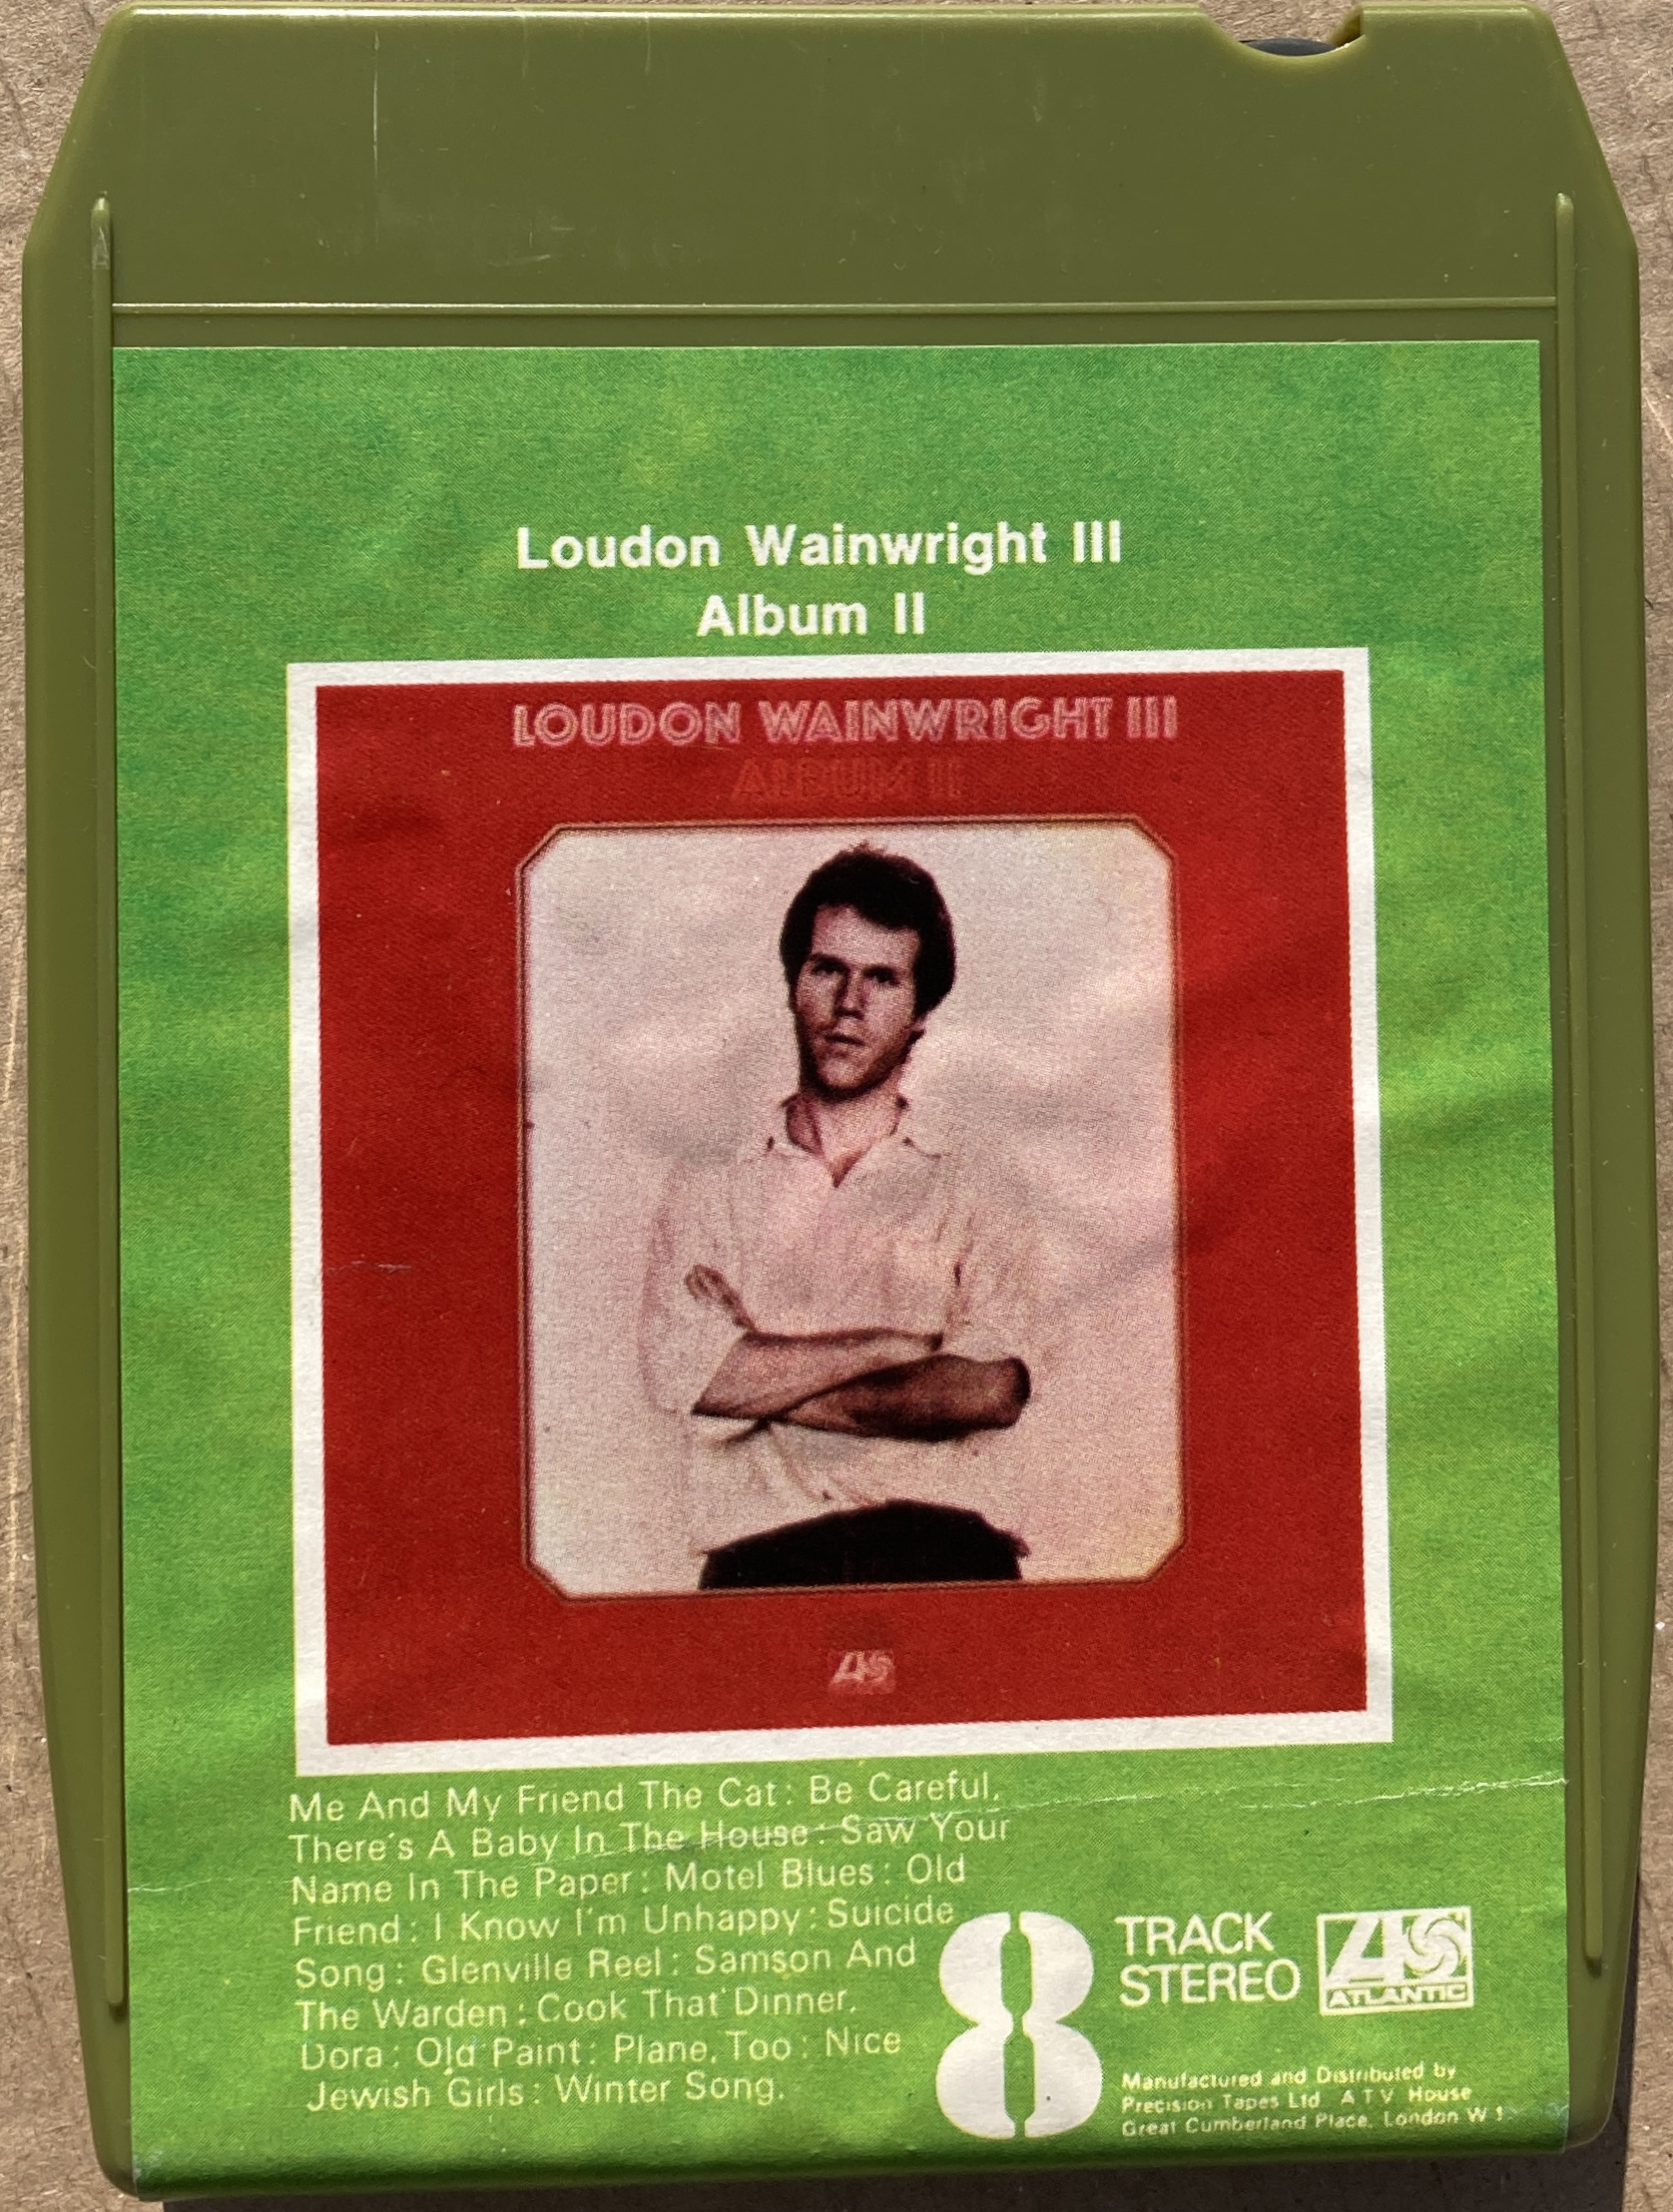 Loudon Wainwright III
Album II
LOUDON WAINWRIGHT III
ALBUM II
Me And My Friend The Cat : Be Careful,
There's A Baby In The House : Saw Your
Name In The Paper : Motel Blues : Old
Friend : I Know I'm Unhappy : Suicide
Song : Glenville Reel : Samson And
The Warden : Cook That Dinner,
Dora : Old Paint : Plane, Too : Nice
Jewish Girls : Winter Song.
8 TRACK
STEREO
ATLANTIC
Manufactured and Distributed by
Precision Tapes Ltd A T V House
Great Cumberland Place, London W 1